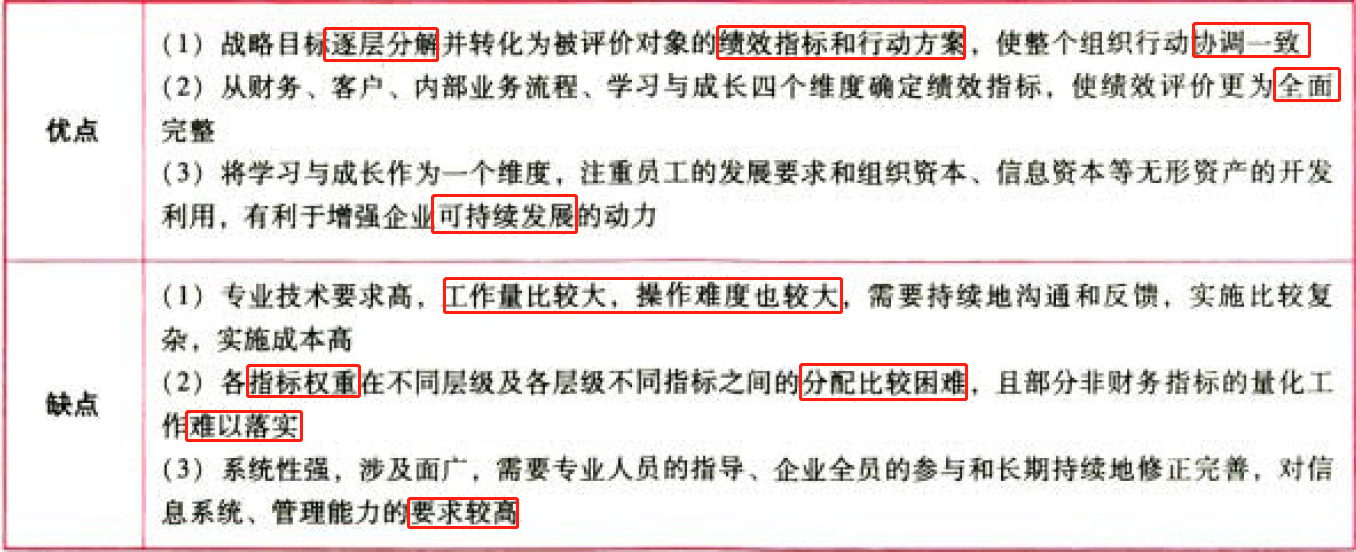 优点
(1) 战略目标逐层分解并转化为被评价对象的绩效指标和行动方案，使整个组织行动协调一致
(2) 从财务、客户、内部业务流程、学习与成长四个维度确定绩效指标，使绩效评价更为全面
完整
(3) 将学习与成长作为一个维度，注重员工的发展要求和组织资本、信息资本等无形资产的开发
利用，有利于增强企业可持续发展的动力
缺点
(1) 专业技术要求高，工作量比较大，操作难度也较大，需要持续地沟通和反馈，实施比较复
杂，实施成本高
(2) 各指标权重在不同层级及各层级不同指标之间的分配比较困难，且部分非财务指标的量化工
作难以落实
(3) 系统性强，涉及面广，需要专业人员的指导、企业全员的参与和长期持续地修正完善，对信
息系统、管理能力的要求较高